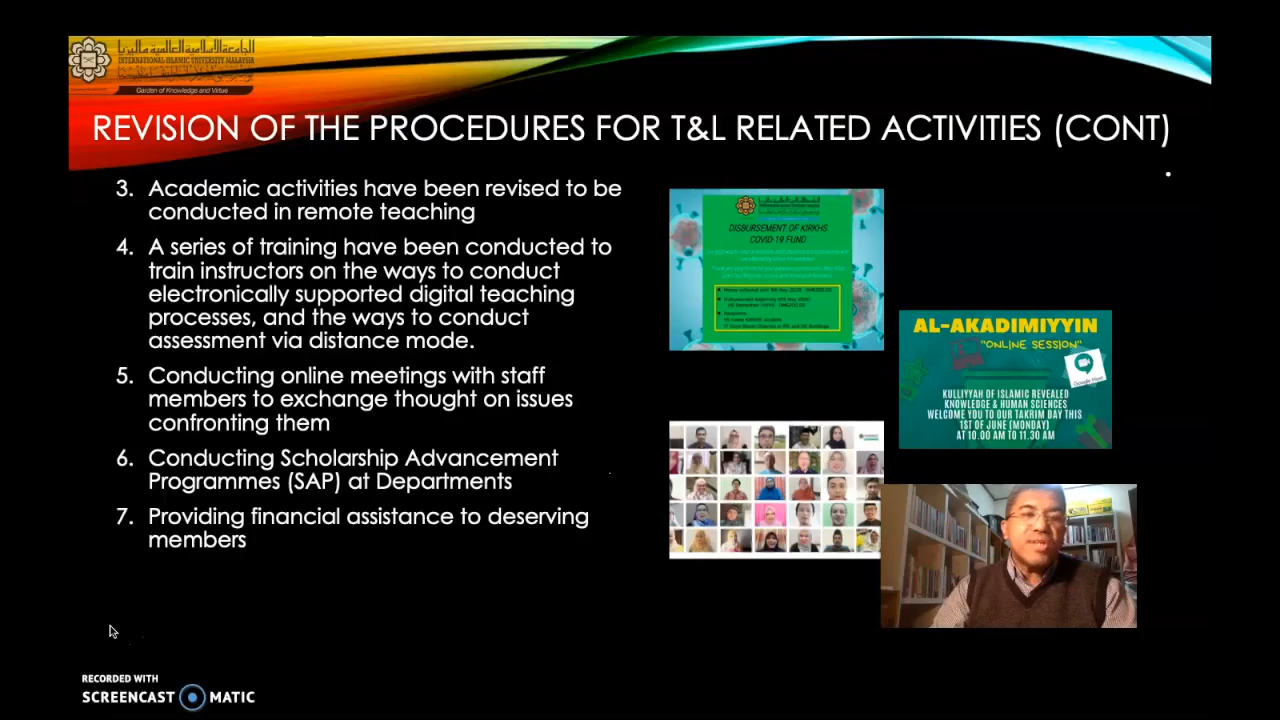 الجامعة الإسلامية العالمية ماليزيا
INTERNATIONAL ISLAMIC UNIVERSITY MALAYSIA
Garden of Knowledge and Virtue
REVISION OF THE PROCEDURES FOR T&L RELATED ACTIVITIES (CONT)
.
3. Academic activities have been revised to be
conducted in remote teaching
4. A series of training have been conducted to
train instructors on the ways to conduct
electronically supported digital teaching
processes, and the ways to conduct
assessment via distance mode.
5. Conducting online meetings with staff
members to exchange thought on issues
confronting them
6. Conducting Scholarship Advancement
Programmes (SAP) at Departments
7. Providing financial assistance to deserving
members
DISBURSEMENT OF KIRKHS
COVID-19 FUND
AL-AKADIMIYYIN
"ONLINE SESSION"
Google Meet
KULLIYYAH OF ISLAMIC REVEALED
KNOWLEDGE & HUMAN SCIENCES
WELCOME YOU TO OUR TAKRIM DAY THIS
1ST OF JUNE (MONDAY)
AT 10.00 AM TO 11.30 AM
RECORDED WITH
SCREENCAST MATIC